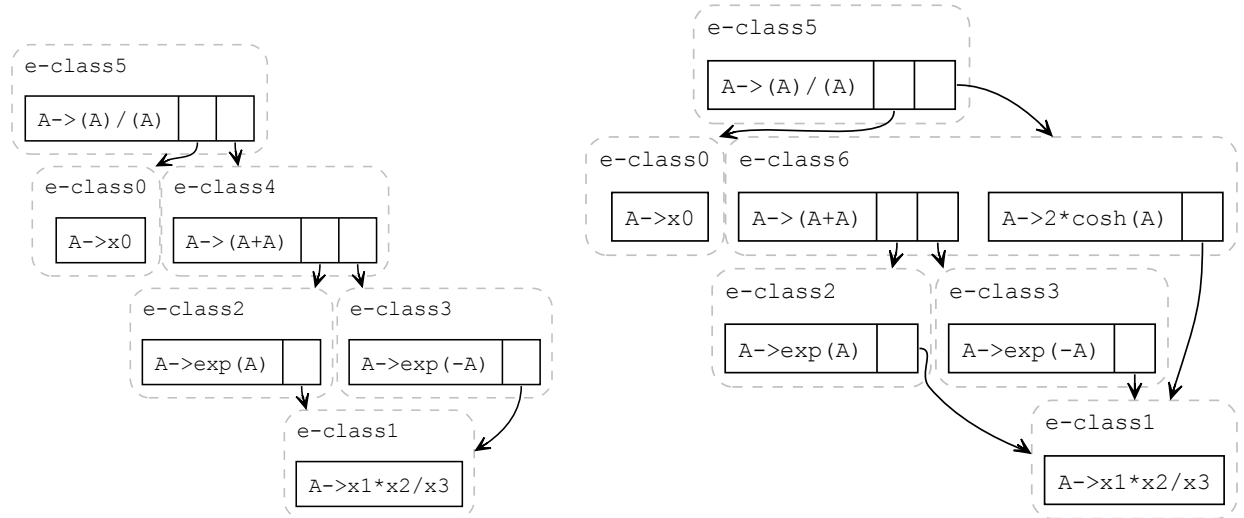 e-class5
A->(A)/(A)
e-class0
e-class4
A->x0
A->(A+A)
e-class2
e-class3
A->exp(A)
A->exp(-A)
e-class1
A->x1*x2/x3
e-class5
A->(A)/(A)
e-class0
e-class6
A->x0
A->(A+A)
A->2*cosh(A)
e-class2
e-class3
A->exp(A)
A->exp(-A)
e-class1
A->x1*x2/x3